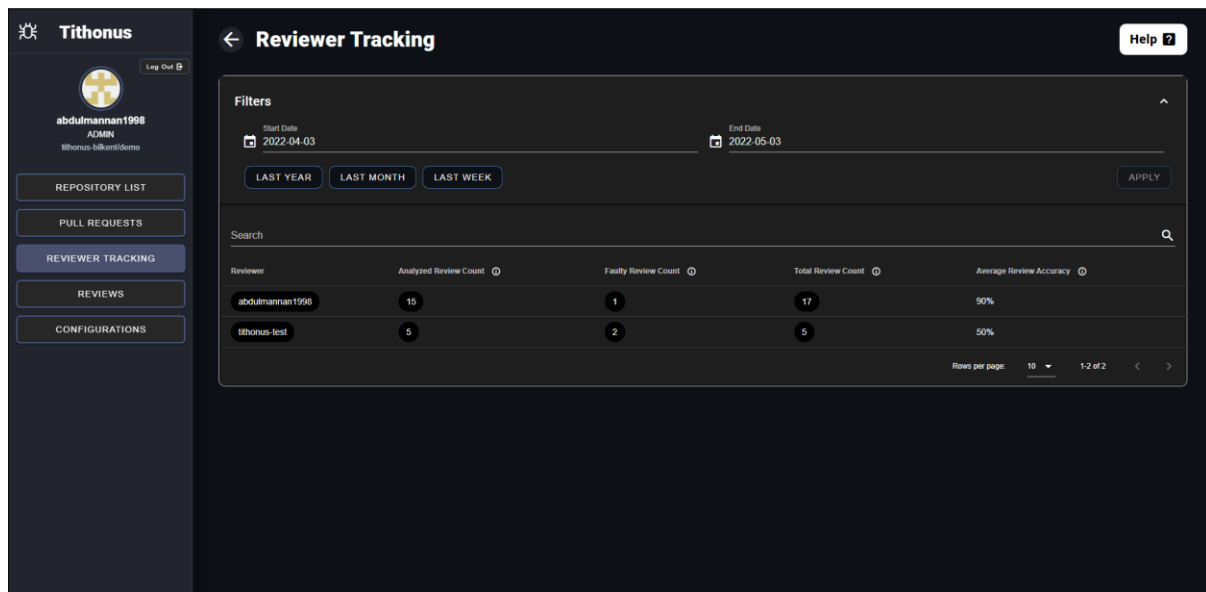 Tithonus
Log Out
abdulmannan1998
ADMIN
tithonus-bilkent/demo
REPOSITORY LIST
PULL REQUESTS
REVIEWER TRACKING
REVIEWS
CONFIGURATIONS
Reviewer Tracking
Help ?
Filters
Start Date
2022-04-03
End Date
2022-05-03
LAST YEAR LAST MONTH LAST WEEK APPLY
Search
Reviewer Analyzed Review Count Faulty Review Count Total Review Count Average Review Accuracy
abdulmannan1998 15 1 17 90%
tithonus-test 5 2 5 50%
Rows per page: 10 1-2 of 2